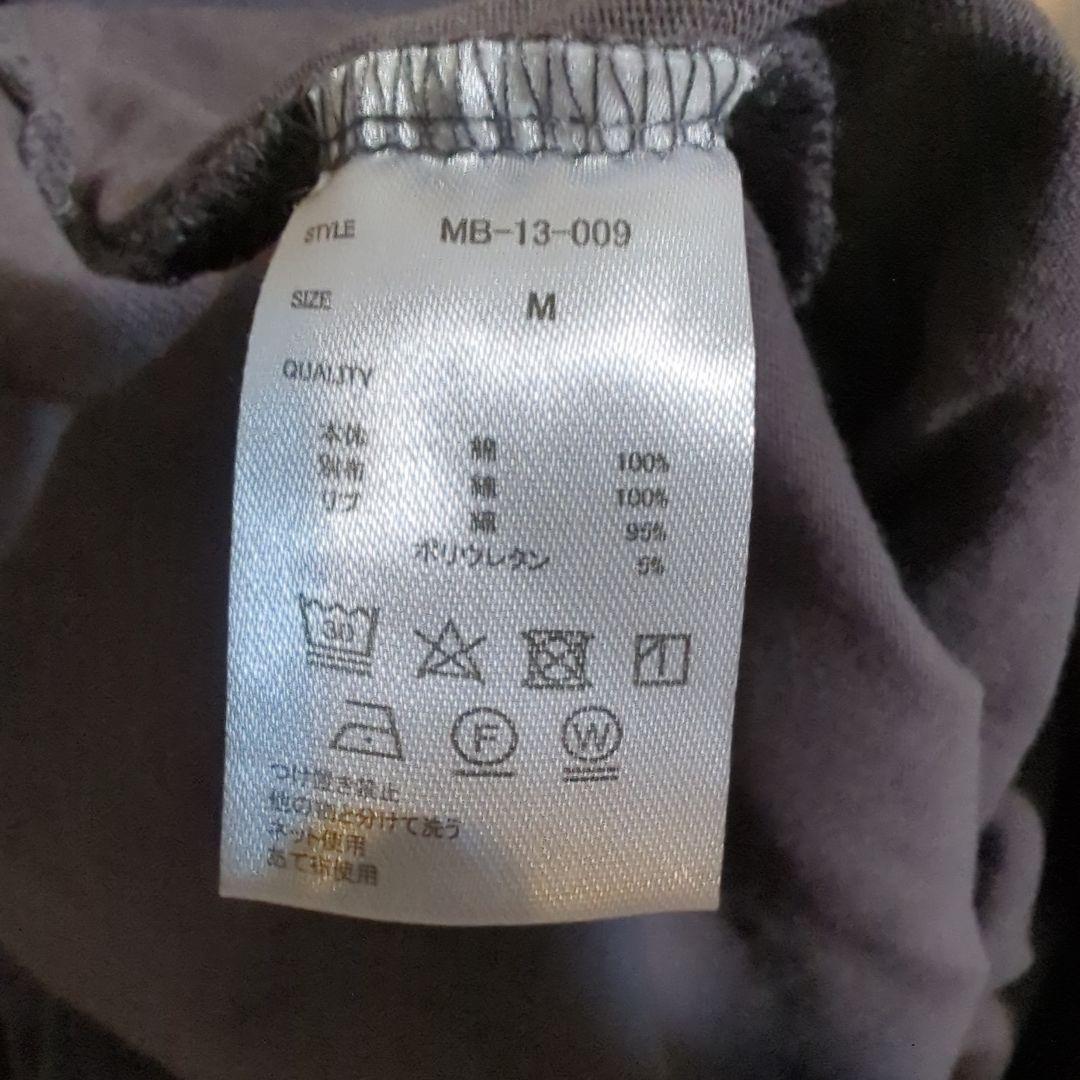 STYLE MB-13-009
SIZE M
QUALITY
本体 綿 100%
別布 綿 100%
リブ 綿 95%
ポリウレタン 5%
30
F W
つけ置き禁止
他の物と分けて洗う
ネット使用
あて布使用